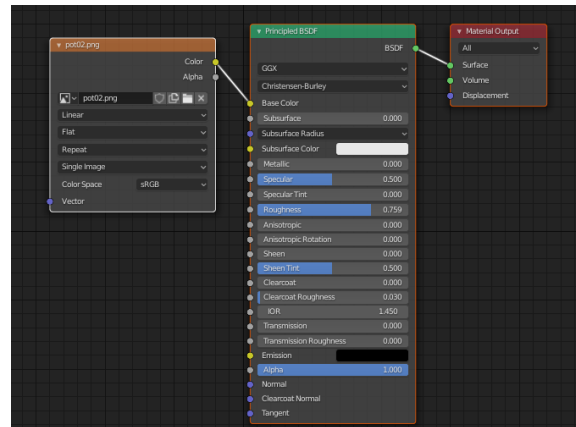 pot02.png
Color
Alpha
pot02.png
Linear
Flat
Repeat
Single Image
Color Space sRGB
Vector
Principled BSDF
BSDF
GGX
Christensen-Burley
Base Color
Subsurface 0.000
Subsurface Radius
Subsurface Color
Metallic 0.000
Specular 0.500
Specular Tint 0.000
Roughness 0.759
Anisotropic 0.000
Anisotropic Rotation 0.000
Sheen 0.000
Sheen Tint 0.500
Clearcoat 0.000
Clearcoat Roughness 0.030
IOR 1.450
Transmission 0.000
Transmission Roughness 0.000
Emission
Alpha 1.000
Normal
Clearcoat Normal
Tangent
Material Output
All
Surface
Volume
Displacement